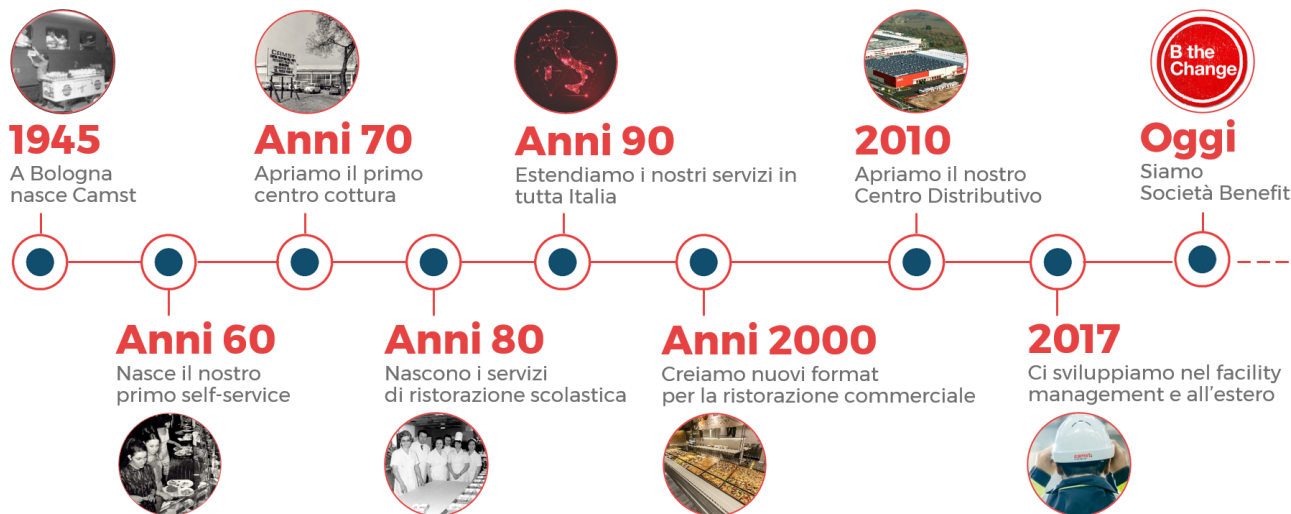 1945
A Bologna
nasce Camst
Anni 60
Nasce il nostro
primo self-service
Anni 70
Apriamo il primo
centro cottura
CAMST
Anni 80
Nascono i servizi
di ristorazione scolastica
Anni 90
Estendiamo i nostri servizi in
tutta Italia
Anni 2000
Creiamo nuovi format
per la ristorazione commerciale
2010
Apriamo il nostro
Centro Distributivo
2017
Ci sviluppiamo nel facility
management e all'estero
B the
Change
Oggi
Siamo
Società Benefit